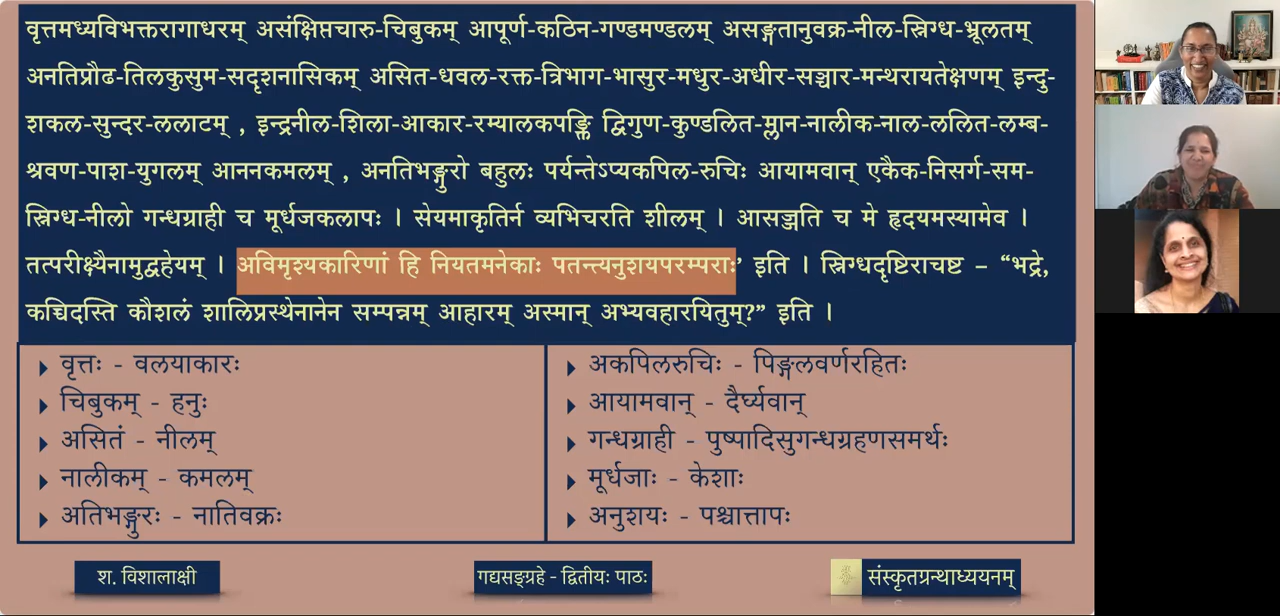 वृत्तमध्यविभक्तरागाधरम् असंक्षिप्तचारु-चिबुकम् आपूर्ण-कठिन-गण्डमण्डलम् असङ्गतानुवक्र-नील-स्निग्ध-भ्रूलतम्
अनतिप्रौढ-तिलकुसुम-सदृशनासिकम् असित-धवल-रक्त-त्रिभाग-भासुर-मधुर-अधीर-सञ्चार-मन्थरायतेक्षणम् इन्दु-
शकल-सुन्दर-ललाटम् , इन्द्रनील-शिला-आकार-रम्यालकपङ्क्ति द्विगुण-कुण्डलित-म्लान-नालीक-नाल-ललित-लम्ब-
श्रवण-पाश-युगलम् आननकमलम् , अनतिभङ्गुरो बहुलः पर्यन्तेऽप्यकपिल-रुचिः आयामवान् एकैक-निसर्ग-सम-
स्निग्ध-नीलो गन्धग्राही च मूर्धजकलापः । सेयमाकृतिर्न व्यभिचरति शीलम् । आसज्जति च मे हृदयमस्यामेव ।
तत्परीक्ष्यैनामुद्वहेयम् । अविमृश्यकारिणां हि नियतमनेकाः पतन्त्यनुशयपरम्पराः’ इति । स्निग्धदृष्टिराचष्ट – “भद्रे,
कच्चिदस्ति कौशलं शालिप्रस्थेनानेन सम्पन्नम् आहारम् अस्मान् अभ्यवहारयितुम्?” इति ।
वृत्तः - वलयाकारः
चिबुकम् - हनुः
असितं - नीलम्
नालीकम् - कमलम्
अतिभङ्गुरः - नातिवक्रः
अकपिलरुचिः - पिङ्गलवर्णरहितः
आयामवान् - दैर्घ्यवान्
गन्धग्राही - पुष्पादिसुगन्धग्रहणसमर्थः
मूर्धजाः - केशाः
अनुशयः - पश्चात्तापः
श. विशालाक्षी
गद्यसङ्ग्रहे - द्वितीयः पाठः
संस्कृतग्रन्थाध्ययनम्